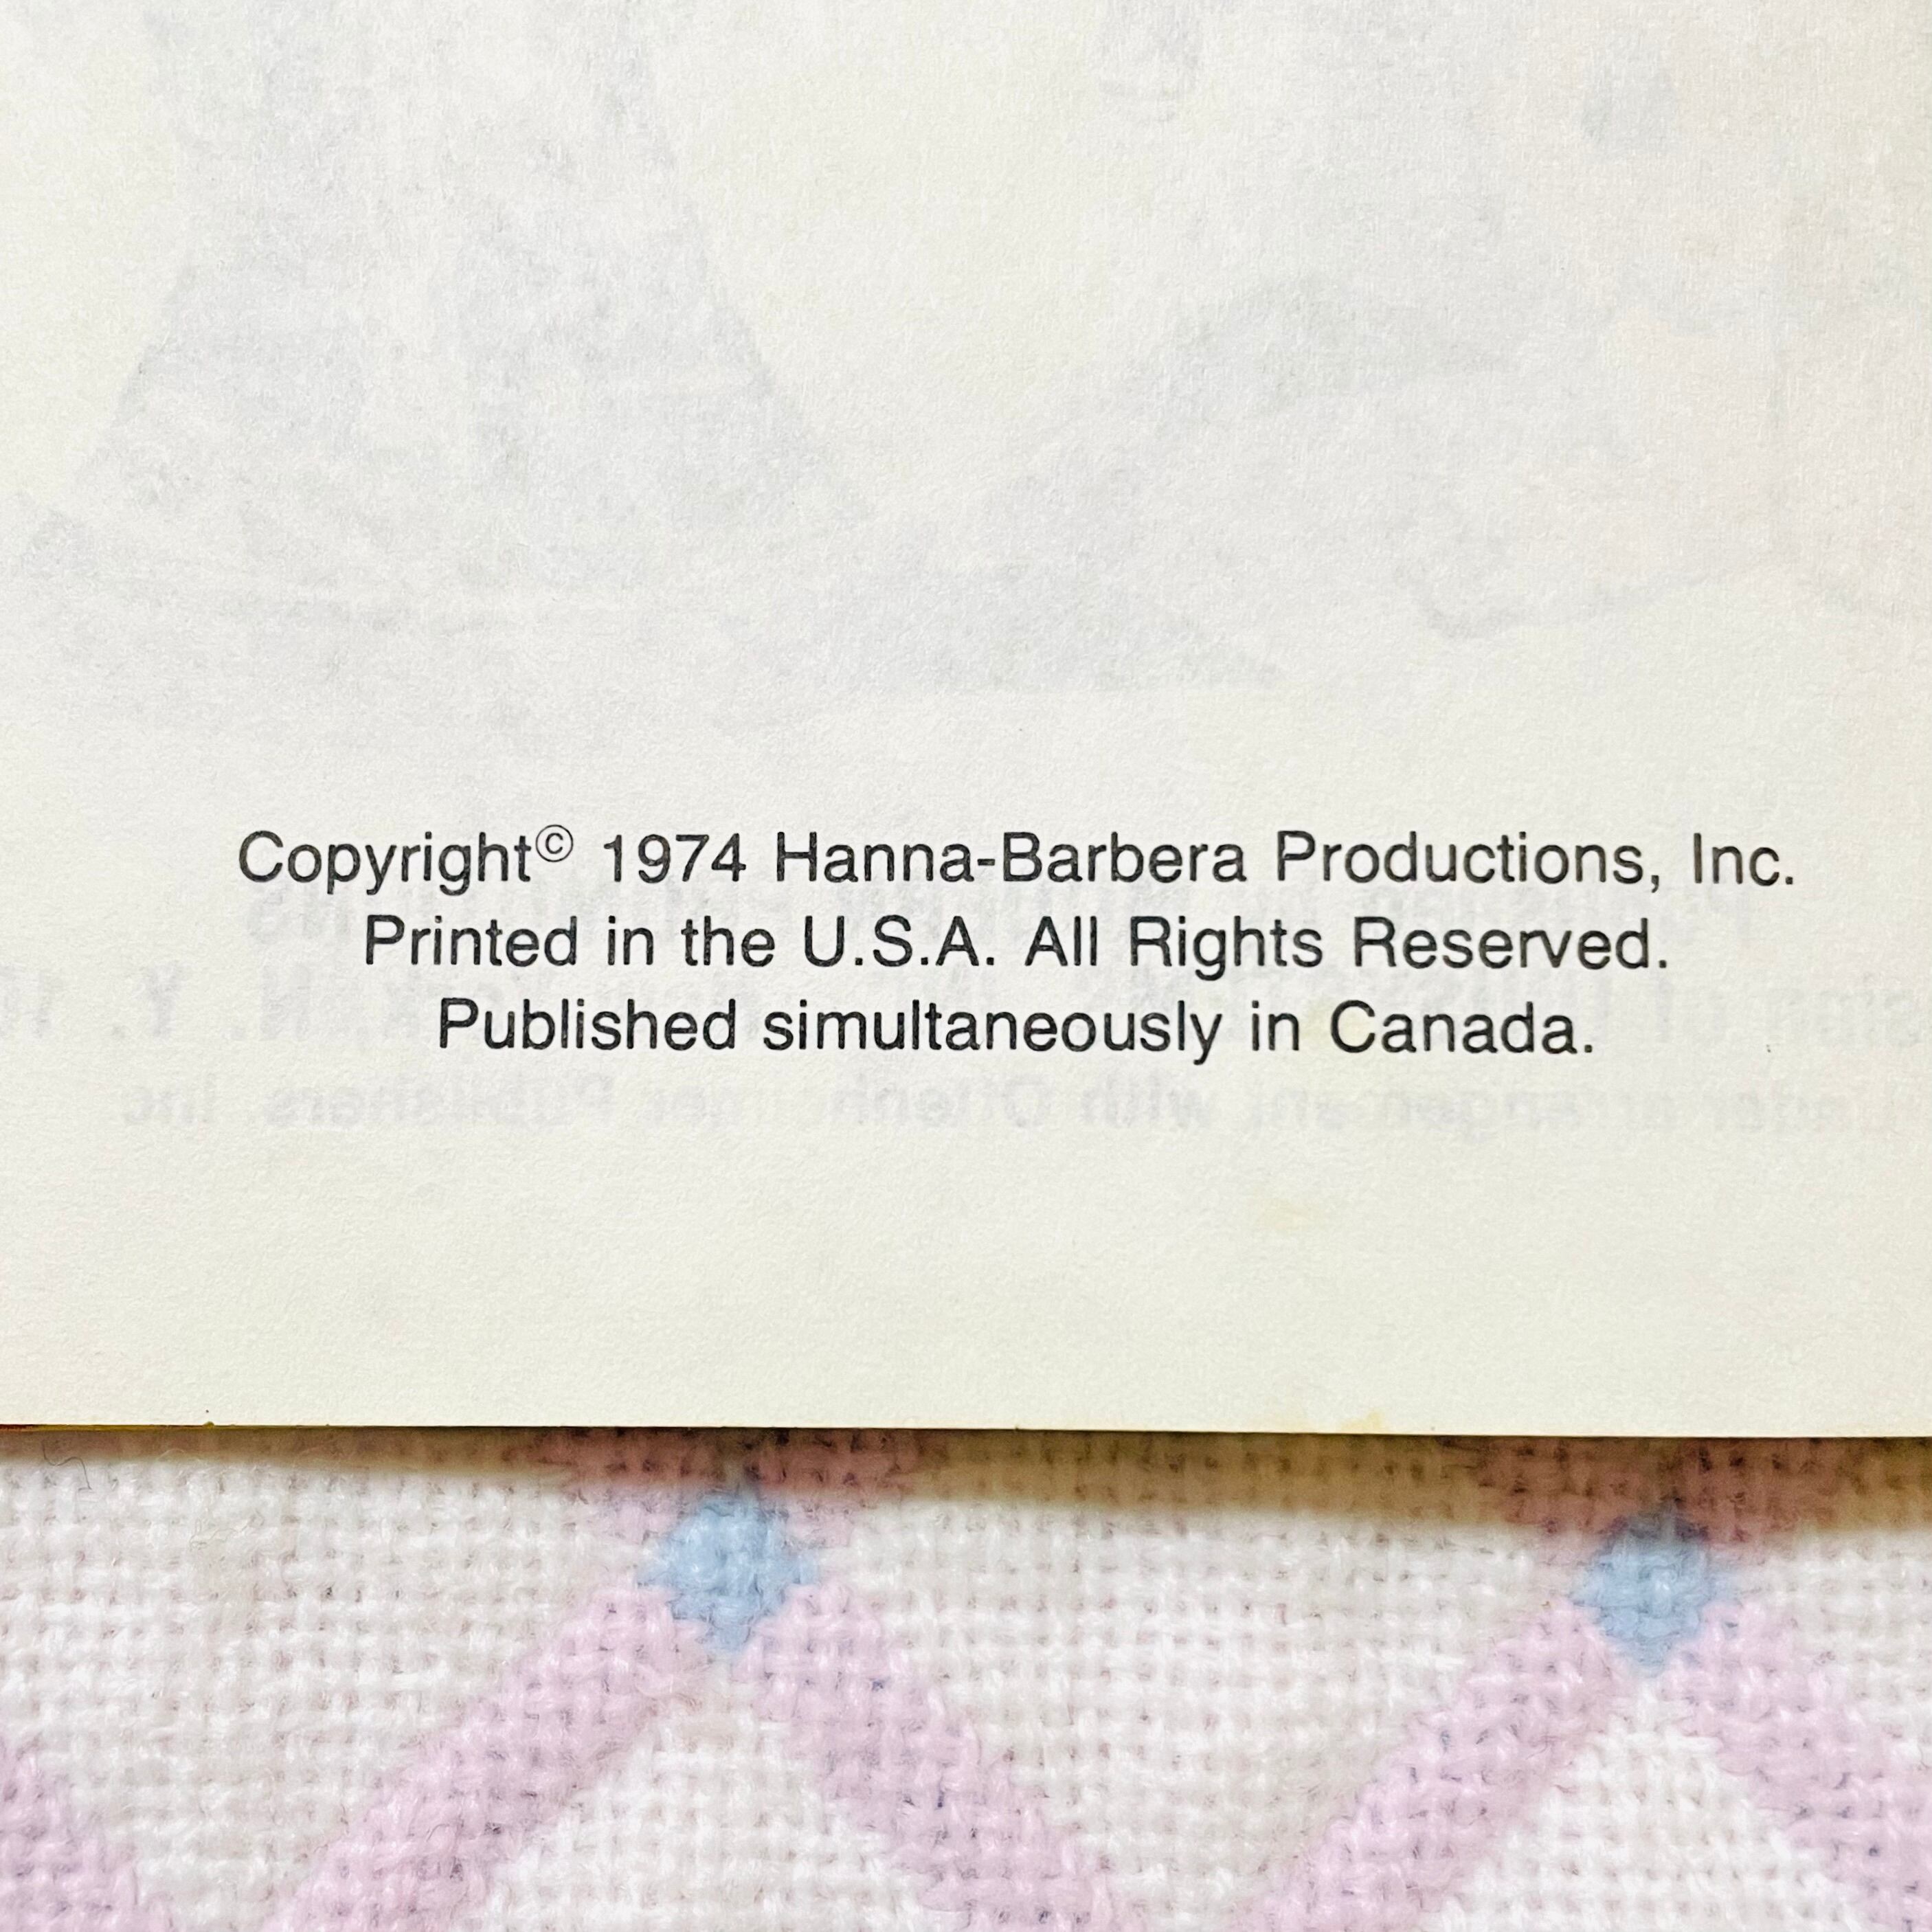 Copyright© 1974 Hanna-Barbera Productions, Inc.
Printed in the U.S.A. All Rights Reserved.
Published simultaneously in Canada.